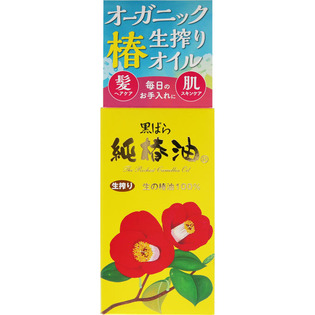 オーガニック
椿 生搾り
オイル
髪 ヘアケア
毎日の
お手入れに
肌 スキンケア
黒ばら
純椿油®
生搾り 生の椿油100%